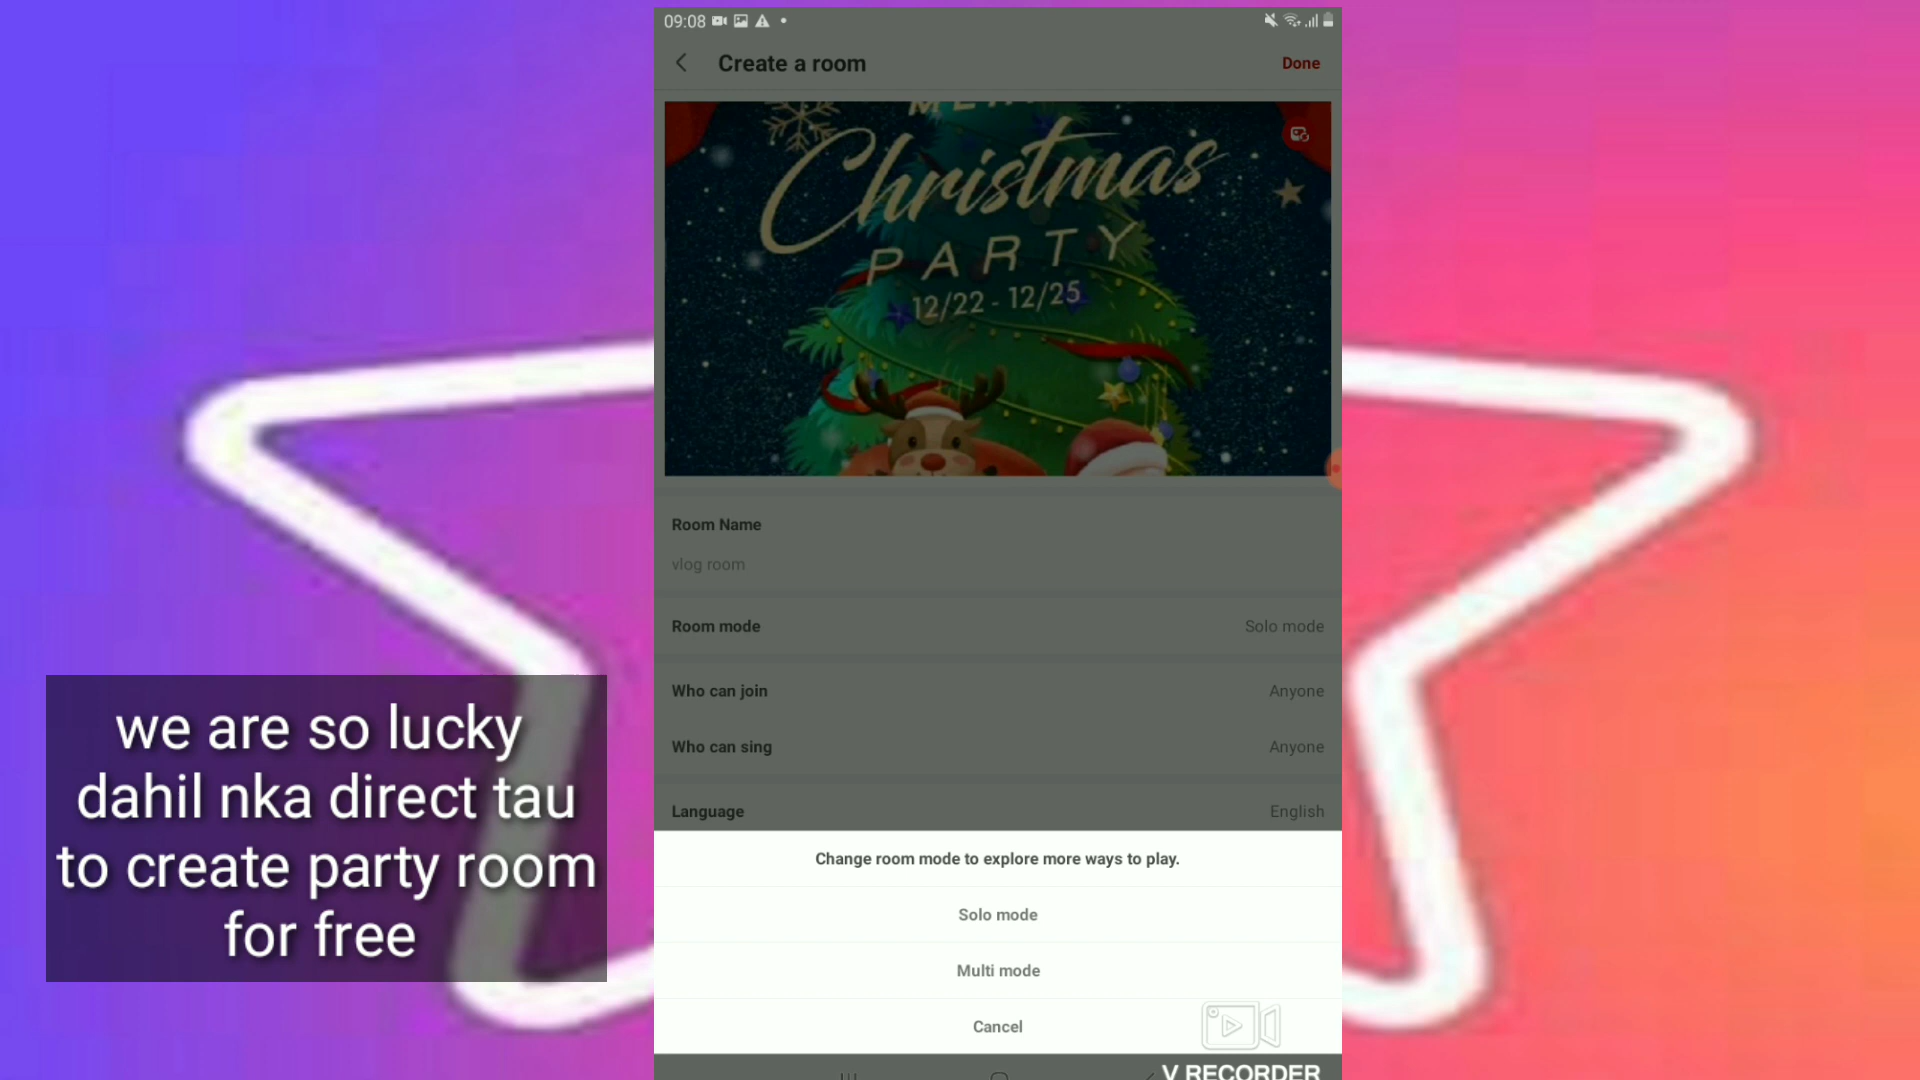 09:08
Create a room
Done
Christmas
PARTY
12/22 - 12/25
Room Name
vlog room
Room mode
Solo mode
Who can join
Anyone
Who can sing
Anyone
Language
English
Change room mode to explore more ways to play.
Solo mode
Multi mode
Cancel
V RECORDER
we are so lucky
dahil nka direct tau
to create party room
for free